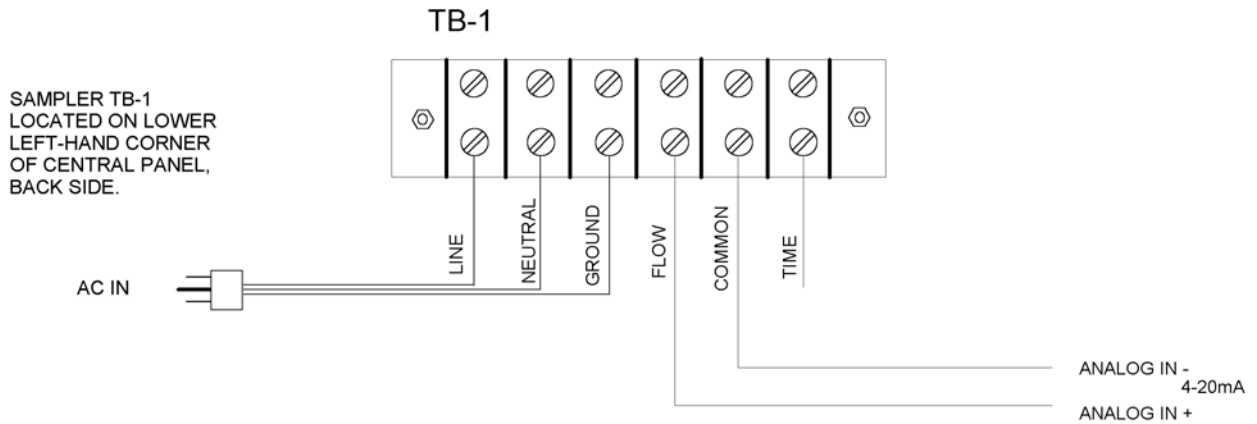 TB-1
SAMPLER TB-1
LOCATED ON LOWER
LEFT-HAND CORNER
OF CENTRAL PANEL,
BACK SIDE.
LINE
NEUTRAL
GROUND
FLOW
COMMON
TIME
AC IN
ANALOG IN -
4-20mA
ANALOG IN +